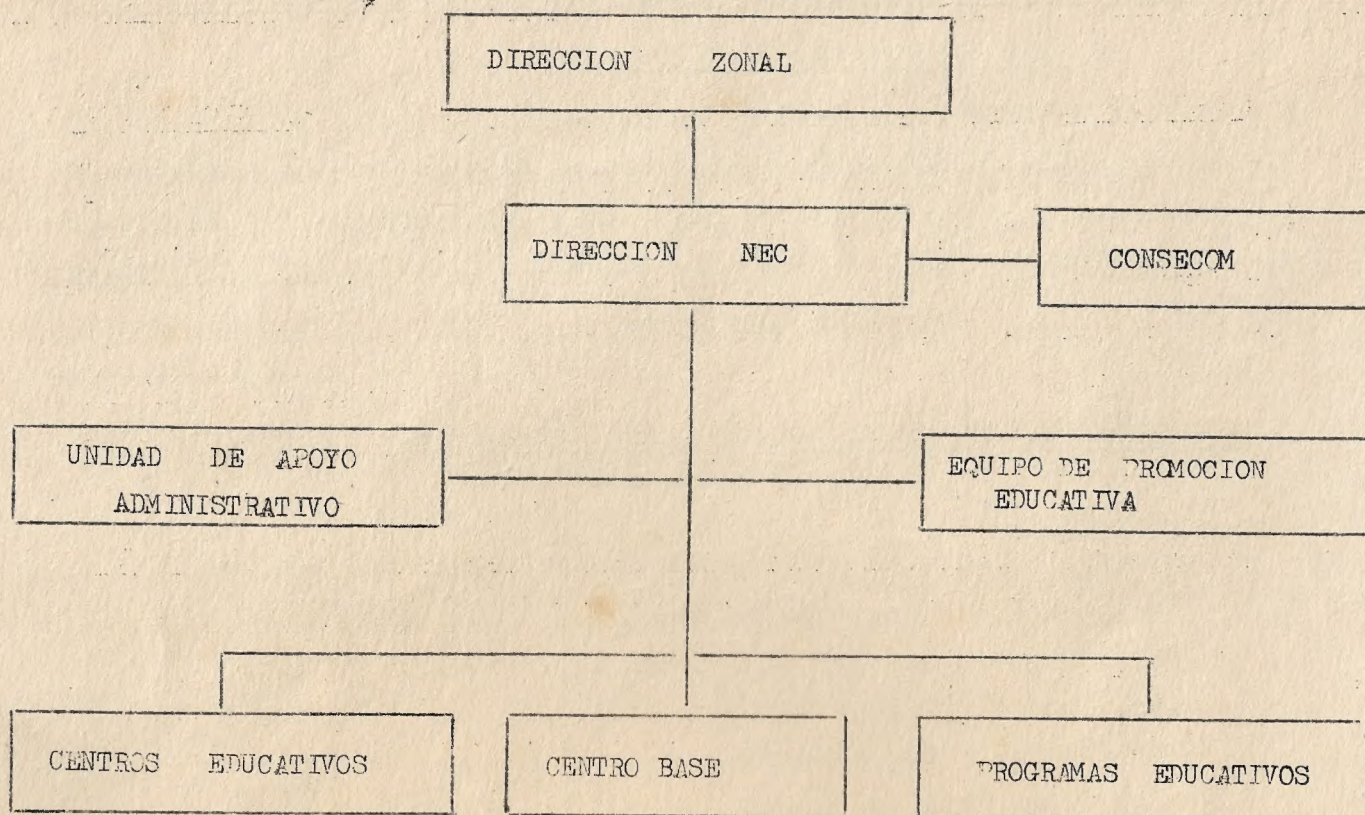 DIRECCION ZONAL
DIRECCION NEC
CONSECOM
UNIDAD DE APOYO
ADMINISTRATIVO
EQUIPO DE PROMOCION
EDUCATIVA
CENTROS EDUCATIVOS
CENTRO BASE
PROGRAMAS EDUCATIVOS